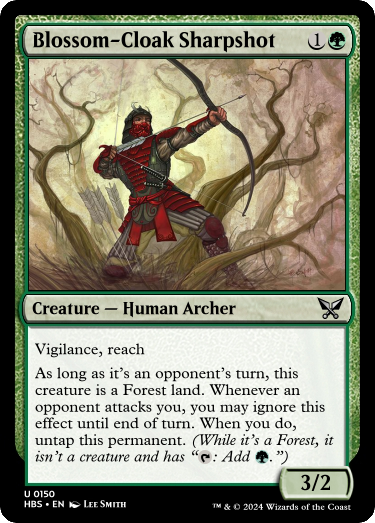 Blossom-Cloak Sharpshot 1
Creature — Human Archer
Vigilance, reach
As long as it's an opponent's turn, this
creature is a Forest land. Whenever an
opponent attacks you, you may ignore this
effect until end of turn. When you do,
untap this permanent. (While it's a Forest, it
isn't a creature and has “: Add .”)
3/2
U 0150
HBS • EN Lee Smith
™ & © 2024 Wizards of the Coast